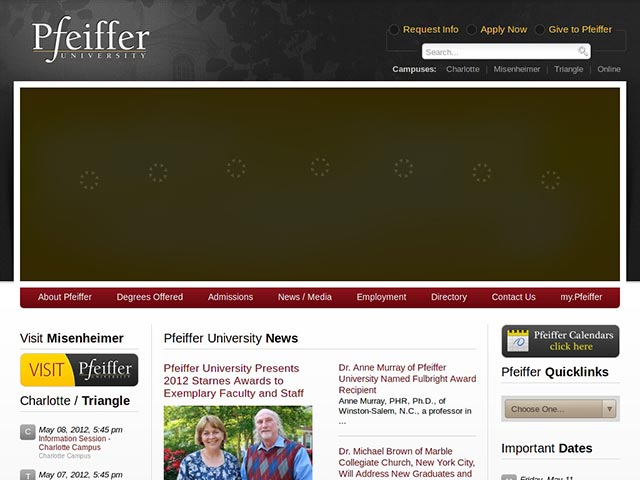 Pfeiffer
UNIVERSITY
Request Info
Apply Now
Give to Pfeiffer
Search...
Campuses: Charlotte | Misenheimer | Triangle | Online
About Pfeiffer
Degrees Offered
Admissions
News / Media
Employment
Directory
Contact Us
my.Pfeiffer
Visit Misenheimer
VISIT Pfeiffer
UNIVERSITY
Charlotte / Triangle
C
May 08, 2012, 5:45 pm
Information Session -
Charlotte Campus
Charlotte Campus
T
May 07, 2012, 5:45 pm
Pfeiffer University News
Pfeiffer University Presents
2012 Starnes Awards to
Exemplary Faculty and Staff
Dr. Anne Murray of Pfeiffer
University Named Fulbright Award
Recipient
Anne Murray, PHR, Ph.D., of
Winston-Salem, N.C., a professor in
...
Dr. Michael Brown of Marble
Collegiate Church, New York City,
Will Address New Graduates and
Pfeiffer Calendars
click here
Pfeiffer Quicklinks
Choose One...
Important Dates
Friday, May 11